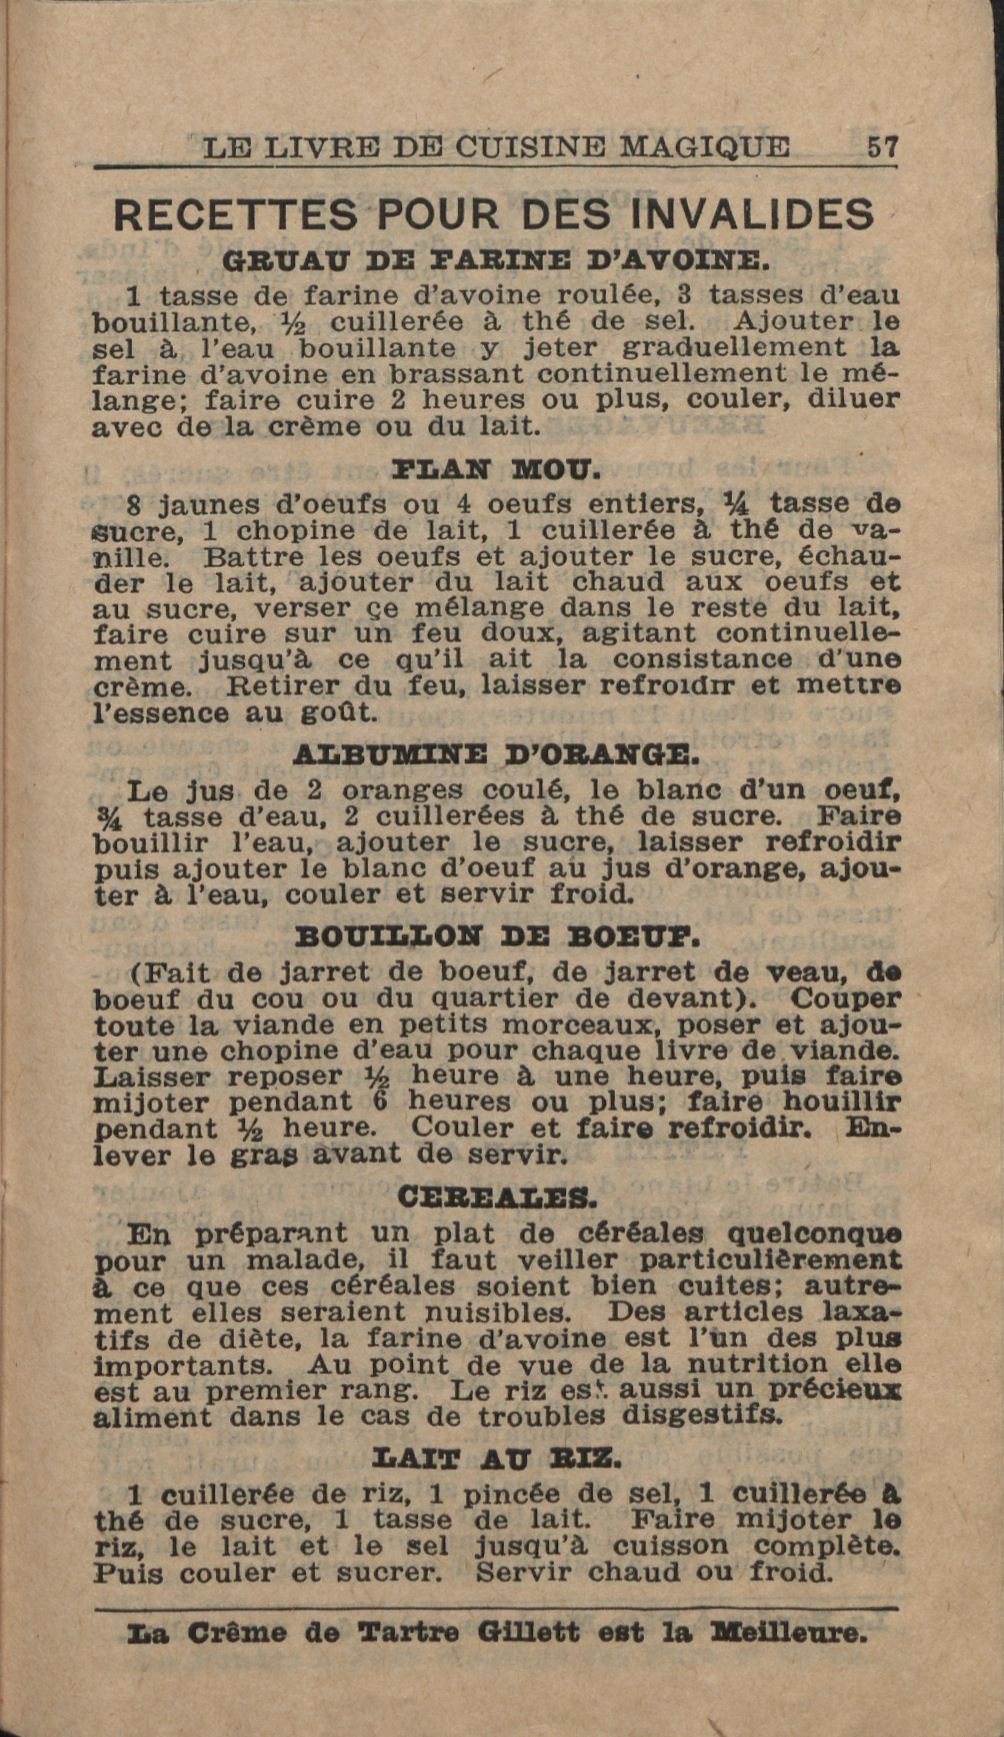 LE LIVRE DE CUISINE MAGIQUE 57
RECETTES POUR DES INVALIDES
GRUAU DE FARINE D'AVOINE.
1 tasse de farine d'avoine roulée, 3 tasses d'eau
bouillante, ½ cuillerée à thé de sel. Ajouter le
sel à l'eau bouillante y jeter graduellement la
farine d'avoine en brassant continuellement le mé-
lange; faire cuire 2 heures ou plus, couler, diluer
avec de la crème ou du lait.
FLAN MOU.
8 jaunes d'oeufs ou 4 oeufs entiers, ¼ tasse de
sucre, 1 chopine de lait, 1 cuillerée à thé de va-
nille. Battre les oeufs et ajouter le sucre, échau-
der le lait, ajouter du lait chaud aux oeufs et
au sucre, verser çe mélange dans le reste du lait,
faire cuire sur un feu doux, agitant continuelle-
ment jusqu'à ce qu'il ait la consistance d'une
crème. Retirer du feu, laisser refroidir et mettre
l'essence au goût.
ALBUMINE D'ORANGE.
Le jus de 2 oranges coulé, le blanc d'un oeuf,
¾ tasse d'eau, 2 cuillerées à thé de sucre. Faire
bouillir l'eau, ajouter le sucre, laisser refroidir
puis ajouter le blanc d'oeuf au jus d'orange, ajou-
ter à l'eau, couler et servir froid.
BOUILLON DE BOEUF.
(Fait de jarret de boeuf, de jarret de veau, de
boeuf du cou ou du quartier de devant). Couper
toute la viande en petits morceaux, poser et ajou-
ter une chopine d'eau pour chaque livre de viande.
Laisser reposer ½ heure à une heure, puis faire
mijoter pendant 6 heures ou plus; faire houillir
pendant ½ heure. Couler et faire refroidir. En-
lever le gras avant de servir.
CEREALES.
En préparant un plat de céréales quelconque
pour un malade, il faut veiller particulièrement
à ce que ces céréales soient bien cuites; autre-
ment elles seraient nuisibles. Des articles laxa-
tifs de diète, la farine d'avoine est l'un des plus
importants. Au point de vue de la nutrition elle
est au premier rang. Le riz est aussi un précieux
aliment dans le cas de troubles disgestifs.
LAIT AU RIZ.
1 cuillerée de riz, 1 pincée de sel, 1 cuillerée à
thé de sucre, 1 tasse de lait. Faire mijoter le
riz, le lait et le sel jusqu'à cuisson complète.
Puis couler et sucrer. Servir chaud ou froid.
La Crême de Tartre Gillett est la Meilleure.